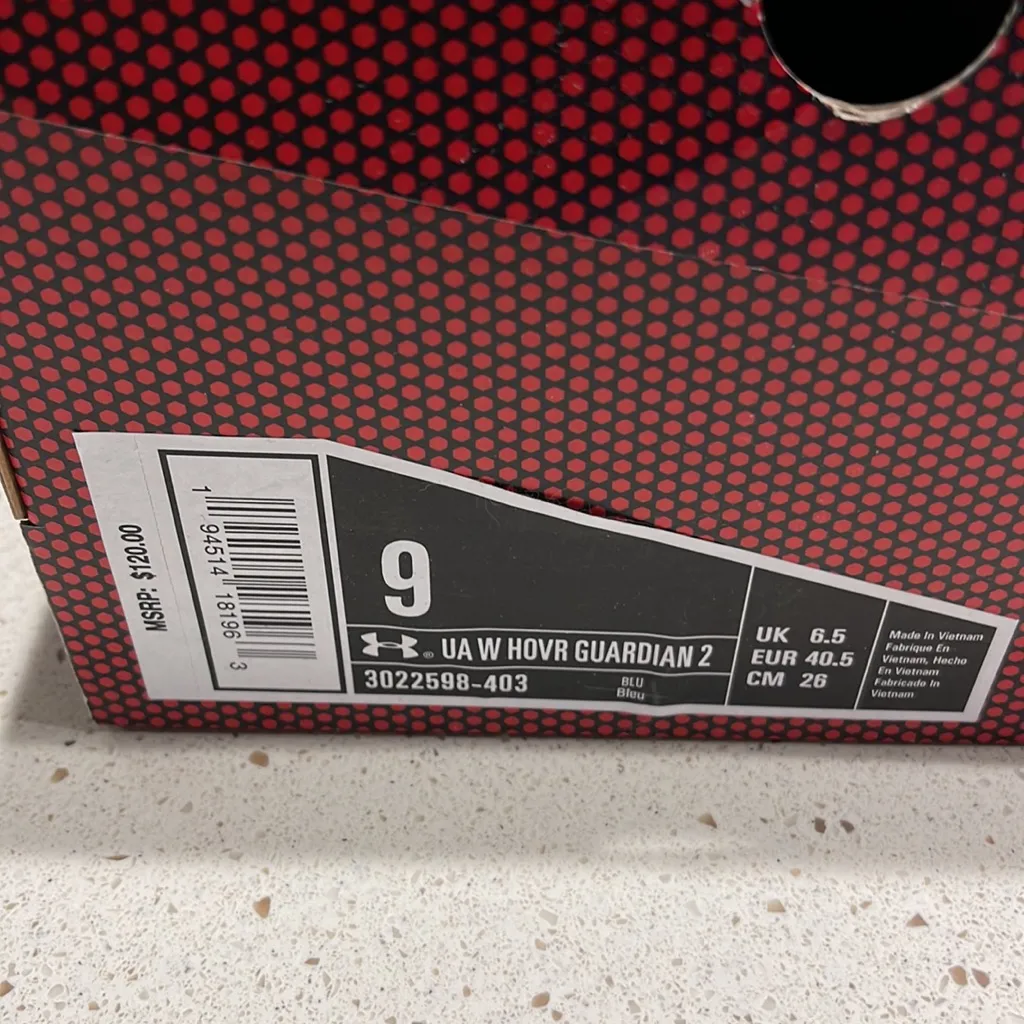 MSRP: $120.00
1 94514 18196 3
9
® UA W HOVR GUARDIAN 2
3022598-403
BLU
Bleu
UK 6.5
EUR 40.5
CM 26
Made In Vietnam
Fabrique En
Vietnam, Hecho
En Vietnam
Fabricado In
Vietnam